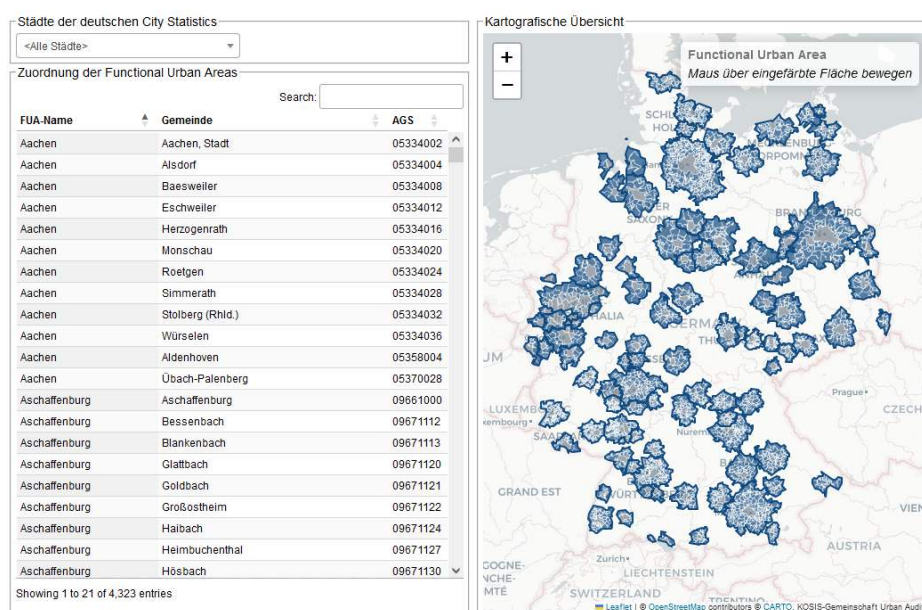 Städte der deutschen City Statistics
<Alle Städte>
Zuordnung der Functional Urban Areas
Search:
FUA-Name Gemeinde AGS
Aachen Aachen, Stadt 05334002
Aachen Alsdorf 05334004
Aachen Baesweiler 05334008
Aachen Eschweiler 05334012
Aachen Herzogenrath 05334016
Aachen Monschau 05334020
Aachen Roetgen 05334024
Aachen Simmerath 05334028
Aachen Stolberg (Rhld.) 05334032
Aachen Würselen 05334036
Aachen Aldenhoven 05358004
Aachen Übach-Palenberg 05370028
Aschaffenburg Aschaffenburg 09661000
Aschaffenburg Bessenbach 09671112
Aschaffenburg Blankenbach 09671113
Aschaffenburg Glattbach 09671120
Aschaffenburg Goldbach 09671121
Aschaffenburg Großostheim 09671122
Aschaffenburg Haibach 09671124
Aschaffenburg Heimbuchenthal 09671127
Aschaffenburg Hösbach 09671130
Showing 1 to 21 of 4,323 entries
Kartografische Übersicht
+
−
Functional Urban Area
Maus über eingefärbte Fläche bewegen
SAXONY
Prague
CZECH
LUXEMBOURG
GRAND EST
AUSTRIA
Zurich
LIECHTENSTEIN
SWITZERLAND
TRENTINO
Leaflet | © OpenStreetMap contributors © CARTO, KOSIS-Gemeinschaft Urban Audit